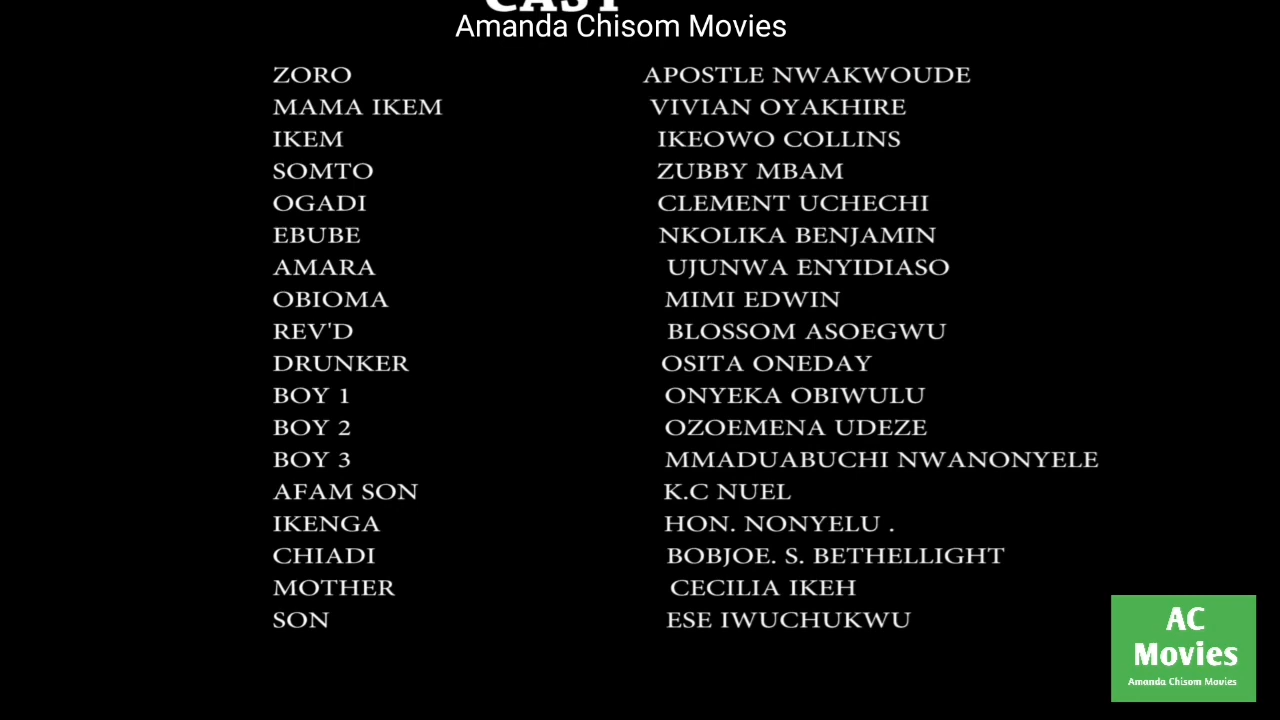 CAST
Amanda Chisom Movies
ZORO APOSTLE NWAKWOUDE
MAMA IKEM VIVIAN OYAKHIRE
IKEM IKEOWO COLLINS
SOMTO ZUBBY MBAM
OGADI CLEMENT UCHECHI
EBUBE NKOLIKA BENJAMIN
AMARA UJUNWA ENYIDIASO
OBIOMA MIMI EDWIN
REV'D BLOSSOM ASOEGWU
DRUNKER OSITA ONEDAY
BOY 1 ONYEKA OBIWULU
BOY 2 OZOEMENA UDEZE
BOY 3 MMADUABUCHI NWANONYELE
AFAM SON K.C NUEL
IKENGA HON. NONYELU .
CHIADI BOBJOE. S. BETHELLIGHT
MOTHER CECILIA IKEH
SON ESE IWUCHUKWU
AC
Movies
Amanda Chisom Movies